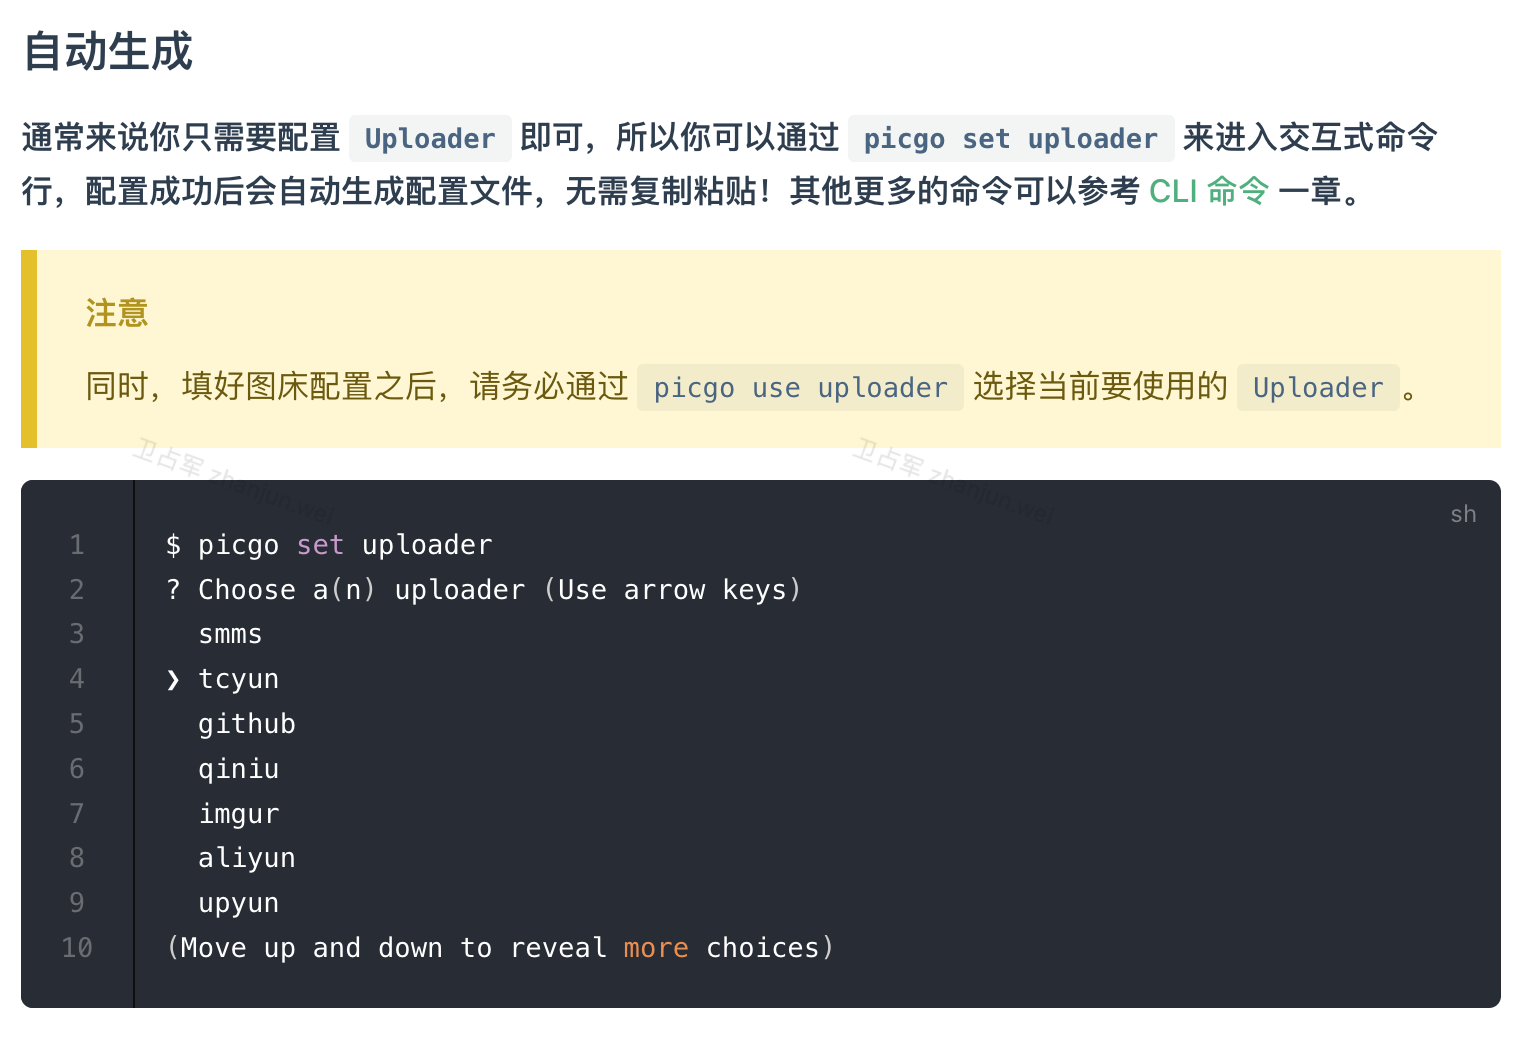 自动生成
通常来说你只需要配置 Uploader 即可，所以你可以通过 picgo set uploader 来进入交互式命令
行，配置成功后会自动生成配置文件，无需复制粘贴！其他更多的命令可以参考 CLI 命令 一章。
注意
同时，填好图床配置之后，请务必通过 picgo use uploader 选择当前要使用的 Uploader 。
卫占军 zhanjun.wei
卫占军 zhanjun.wei
sh
1 $ picgo set uploader
2 ? Choose a(n) uploader (Use arrow keys)
3   smms
4 ❯ tcyun
5   github
6   qiniu
7   imgur
8   aliyun
9   upyun
10 (Move up and down to reveal more choices)